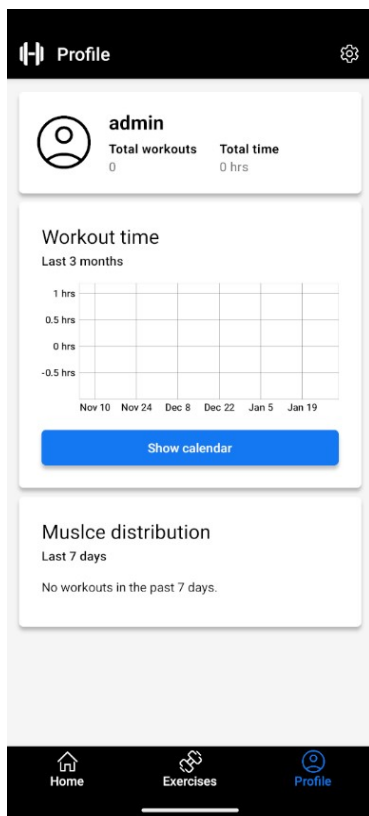 Profile
admin
Total workouts Total time
0 0 hrs
Workout time
Last 3 months
1 hrs
0.5 hrs
0 hrs
-0.5 hrs
Nov 10 Nov 24 Dec 8 Dec 22 Jan 5 Jan 19
Show calendar
Muslce distribution
Last 7 days
No workouts in the past 7 days.
Home Exercises Profile